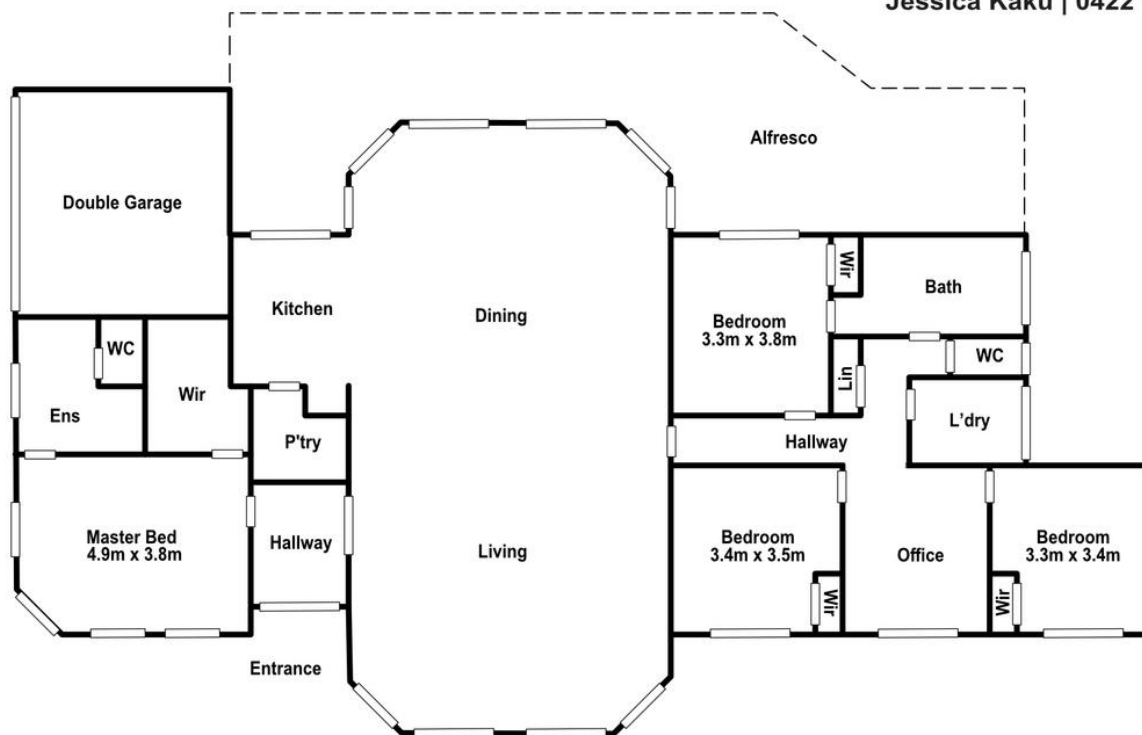 Jessica Kaku | 0422
Alfresco
Double Garage
Kitchen
Dining
Wir
Bath
Bedroom
3.3m x 3.8m
WC
WC
Wir
Lin
Ens
L'dry
P'try
Hallway
Master Bed
4.9m x 3.8m
Hallway
Living
Bedroom
3.4m x 3.5m
Office
Bedroom
3.3m x 3.4m
Wir
Wir
Entrance